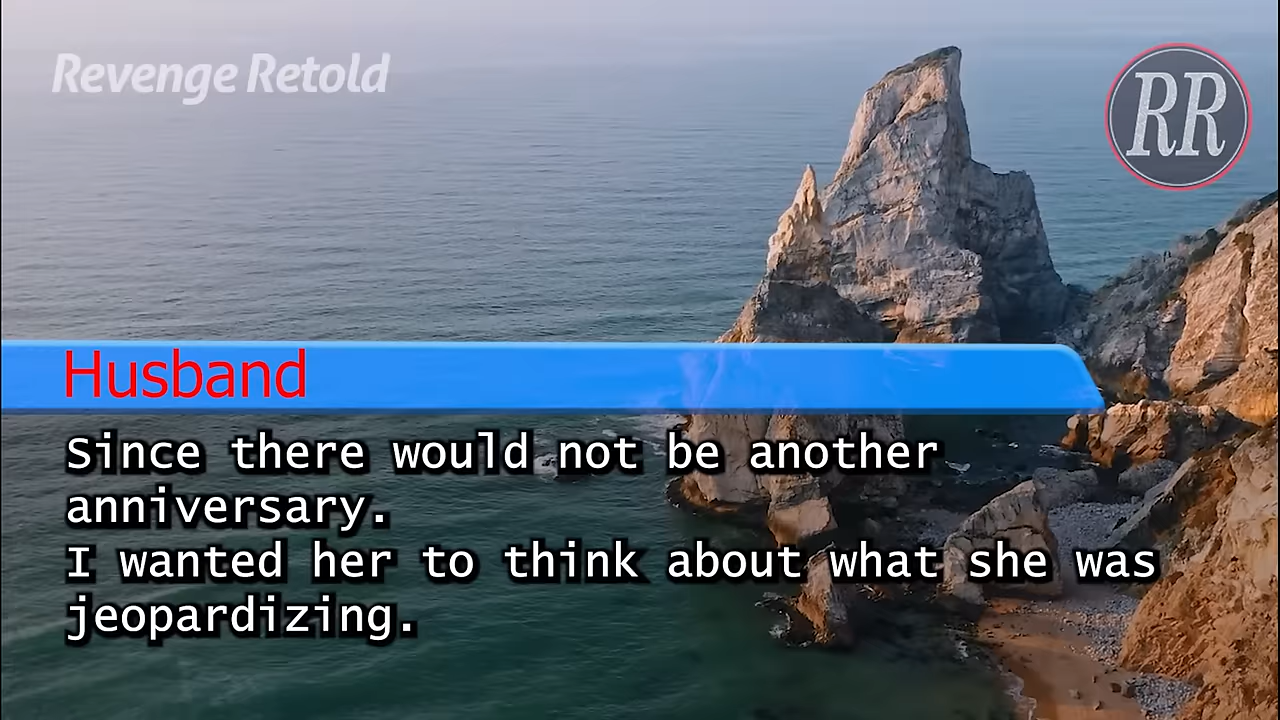 Revenge Retold
RR
Husband
Since there would not be another
anniversary.
I wanted her to think about what she was
jeopardizing.